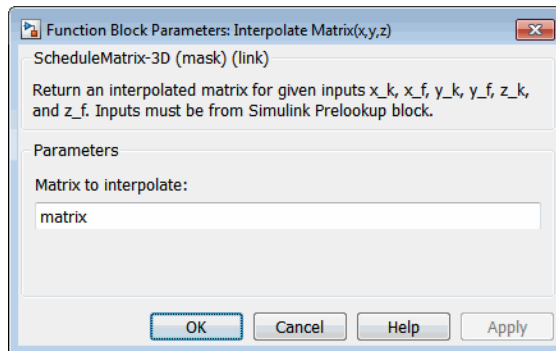 Function Block Parameters: Interpolate Matrix(x,y,z)
ScheduleMatrix-3D (mask) (link)
Return an interpolated matrix for given inputs x_k, x_f, y_k, y_f, z_k,
and z_f. Inputs must be from Simulink Prelookup block.
Parameters
Matrix to interpolate:
matrix
OK Cancel Help Apply